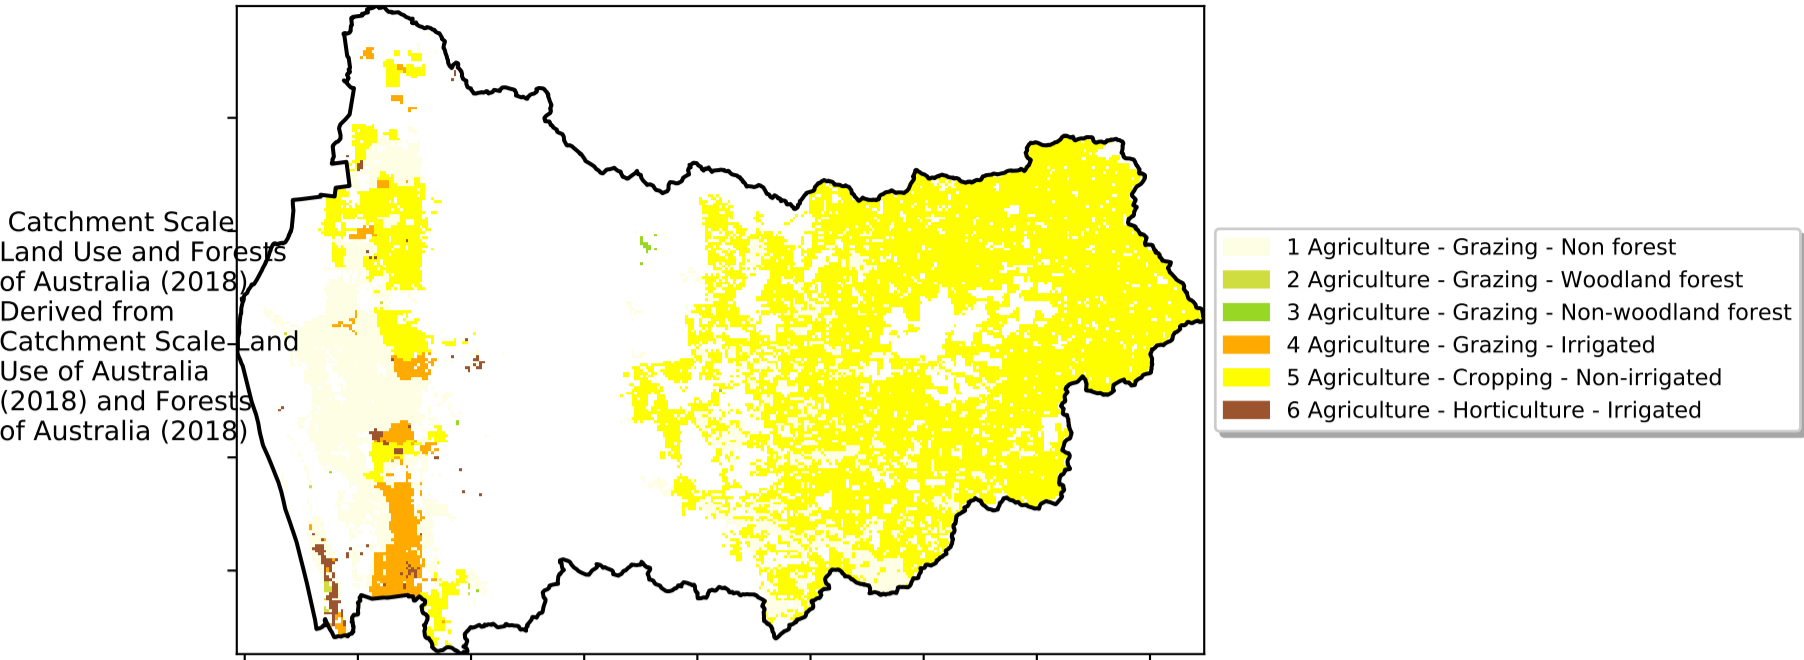 Catchment Scale
Land Use and Forests
of Australia (2018)
Derived from
Catchment Scale Land
Use of Australia
(2018) and Forests
of Australia (2018)
1 Agriculture - Grazing - Non forest
2 Agriculture - Grazing - Woodland forest
3 Agriculture - Grazing - Non-woodland forest
4 Agriculture - Grazing - Irrigated
5 Agriculture - Cropping - Non-irrigated
6 Agriculture - Horticulture - Irrigated